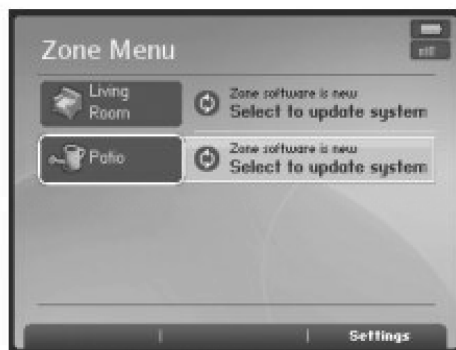 Zone Menu
Living
Room
Zone software is new
Select to update system
Patio
Zone software is new
Select to update system
Settings